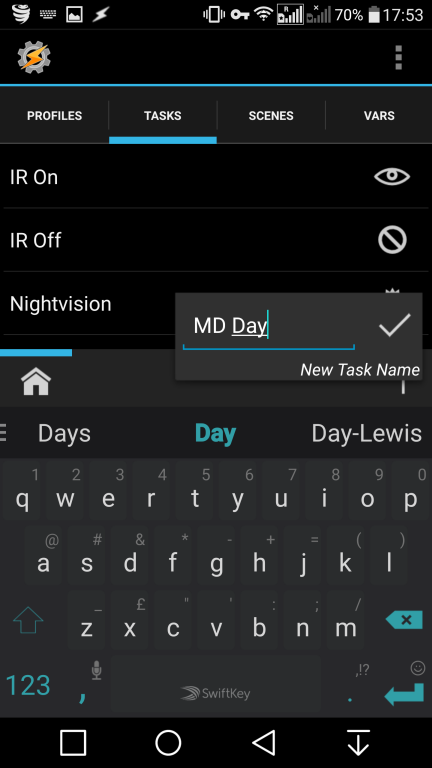 R 70% 17:53
PROFILES TASKS SCENES VARS
IR On
IR Off
Nightvision
MD Day
New Task Name
Days Day Day-Lewis
1 2 3 4 5 6 7 8 9 0
q w e r t y u i o p
@ # & * - + = ( )
a s d f g h j k l
_ £ " ' : ; /
z x c v b n m
123 , SwiftKey ,!? .